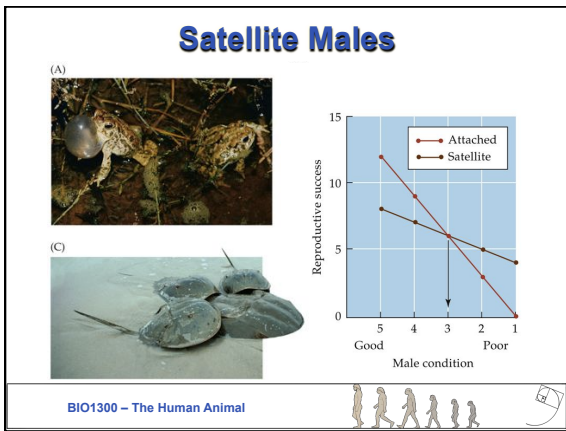 Satellite Males
(A)
(C)
15
10
5
0
Reproductive success
Attached
Satellite
5 4 3 2 1
Good Poor
Male condition
BIO1300 – The Human Animal